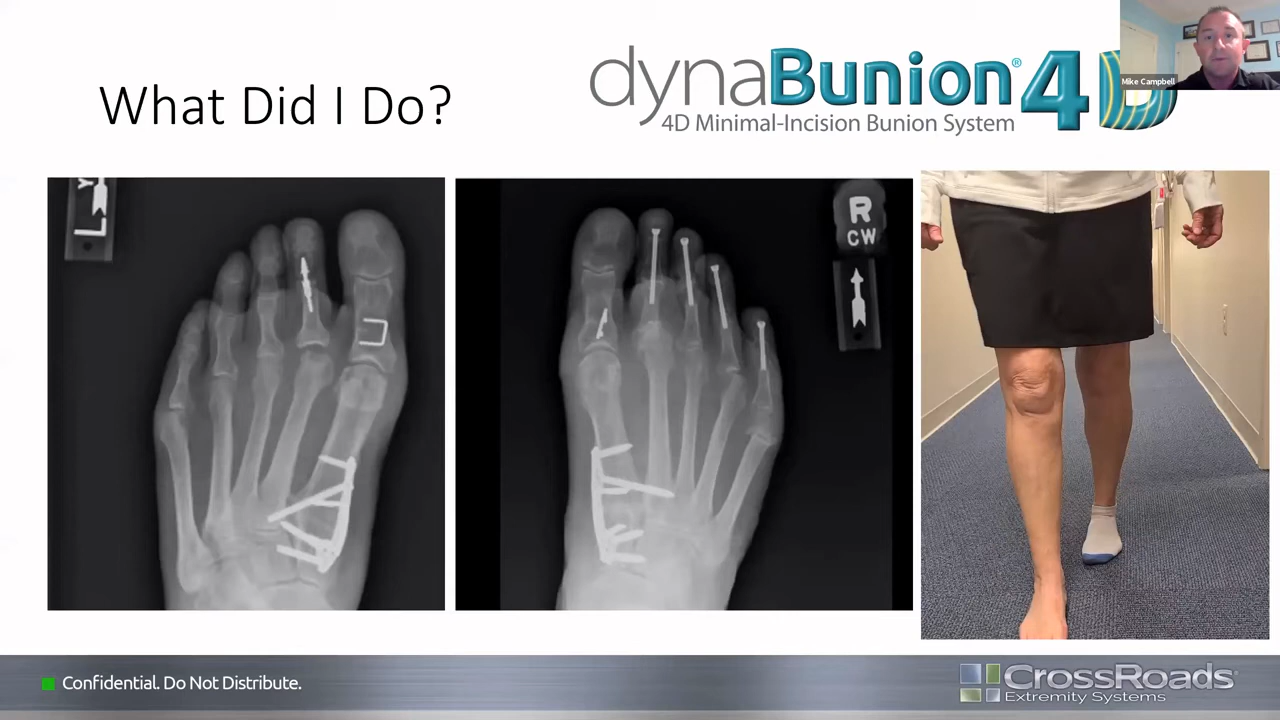 What Did I Do?
dynaBunion® 4D
4D Minimal-Incision Bunion System
Mike Campbell
L
R
CW
Confidential. Do Not Distribute.
CrossRoads
Extremity Systems